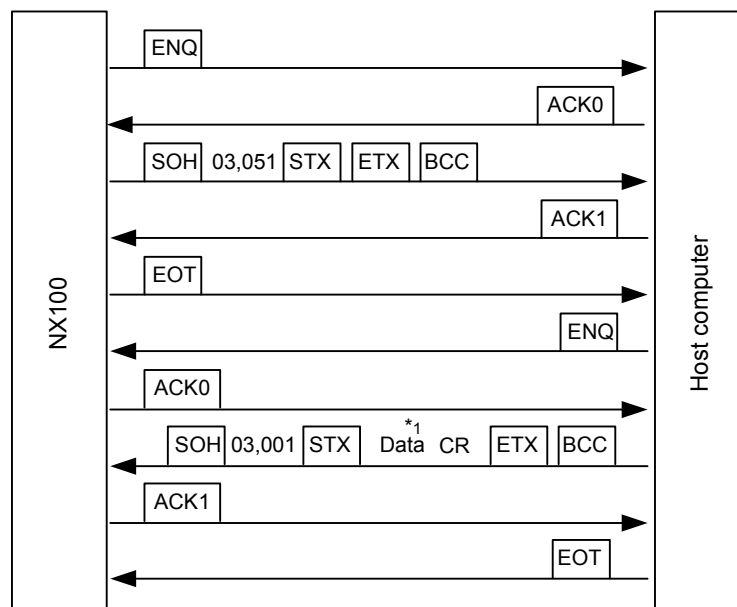 NX100
ENQ
ACK0
SOH 03,051 STX ETX BCC
ACK1
EOT
ENQ
ACK0
SOH 03,001 STX Data *1 CR ETX BCC
ACK1
EOT
Host computer